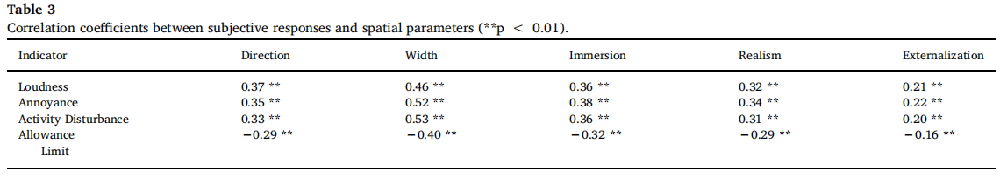 Table 3
Correlation coefficients between subjective responses and spatial parameters (**p < 0.01).
Indicator Direction Width Immersion Realism Externalization
Loudness 0.37 ** 0.46 ** 0.36 ** 0.32 ** 0.21 **
Annoyance 0.35 ** 0.52 ** 0.38 ** 0.34 ** 0.22 **
Activity Disturbance 0.33 ** 0.53 ** 0.36 ** 0.31 ** 0.20 **
Allowance −0.29 ** −0.40 ** −0.32 ** −0.29 ** −0.16 **
Limit